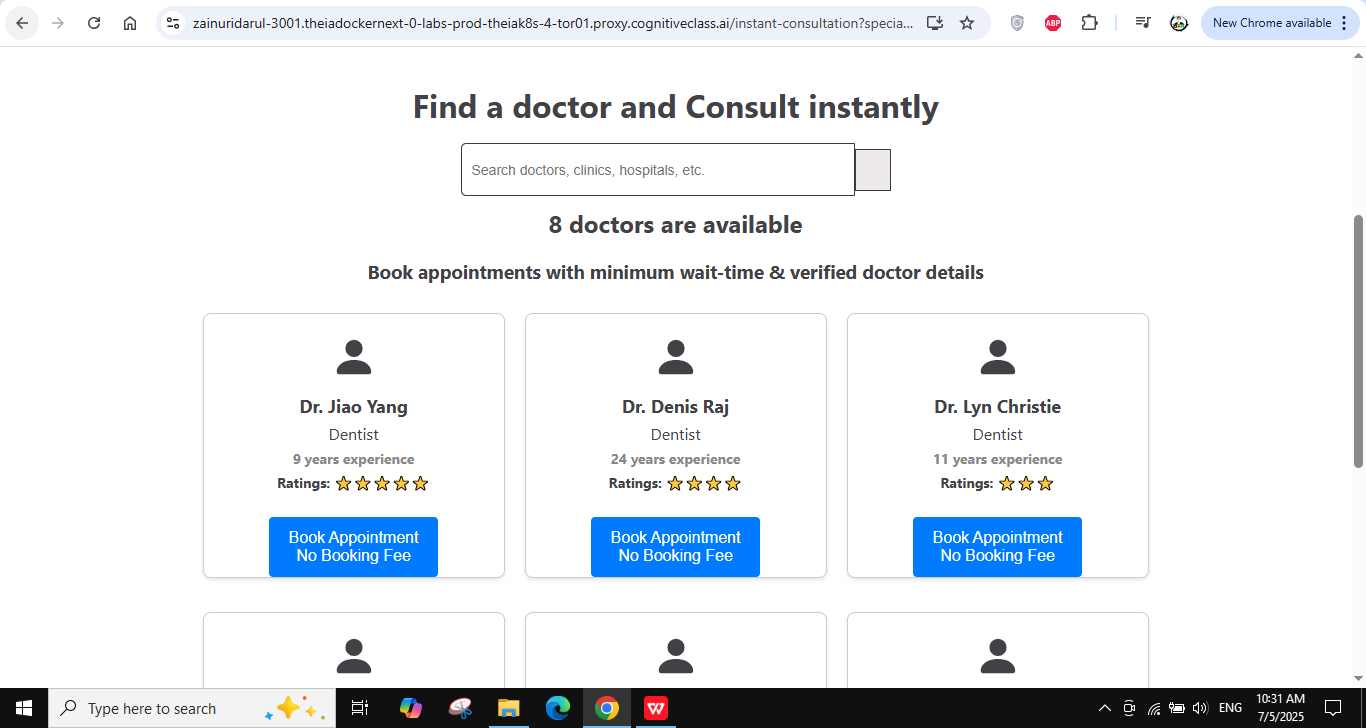 zainuridarul-3001.theiadockernext-0-labs-prod-theiak8s-4-tor01.proxy.cognitiveclass.ai/instant-consultation?specia...
ABP
New Chrome available
Find a doctor and Consult instantly
Search doctors, clinics, hospitals, etc.
8 doctors are available
Book appointments with minimum wait-time & verified doctor details
Dr. Jiao Yang
Dentist
9 years experience
Ratings:
Book Appointment
No Booking Fee
Dr. Denis Raj
Dentist
24 years experience
Ratings:
Book Appointment
No Booking Fee
Dr. Lyn Christie
Dentist
11 years experience
Ratings:
Book Appointment
No Booking Fee
Type here to search
W
ENG
10:31 AM
7/5/2025